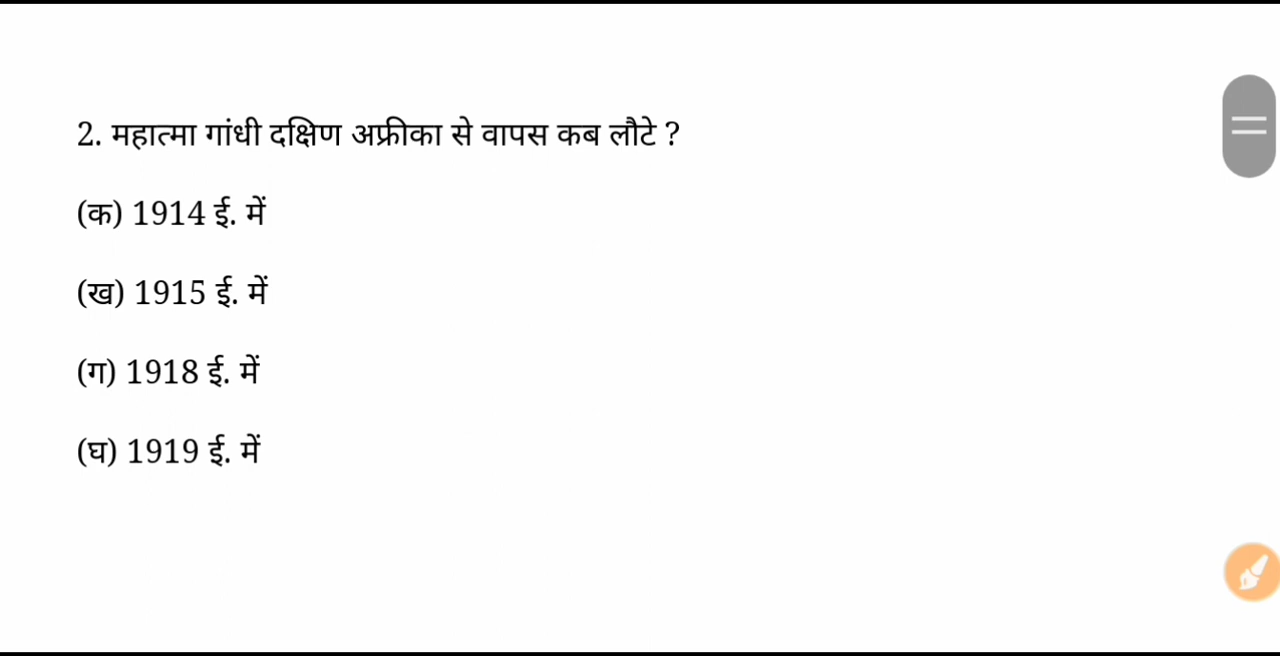 2. महात्मा गांधी दक्षिण अफ्रीका से वापस कब लौटे ?
(क) 1914 ई. में
(ख) 1915 ई. में
(ग) 1918 ई. में
(घ) 1919 ई. में